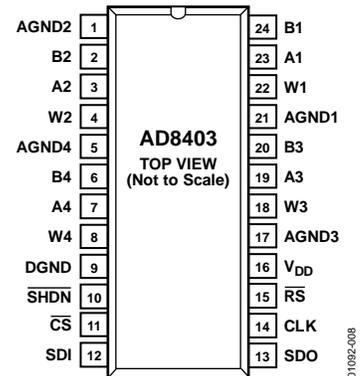 AGND2 1
B2 2
A2 3
W2 4
AGND4 5
B4 6
A4 7
W4 8
DGND 9
SHDN 10
CS 11
SDI 12
AD8403
TOP VIEW
(Not to Scale)
24 B1
23 A1
22 W1
21 AGND1
20 B3
19 A3
18 W3
17 AGND3
16 VDD
15 RS
14 CLK
13 SDO
01092-008